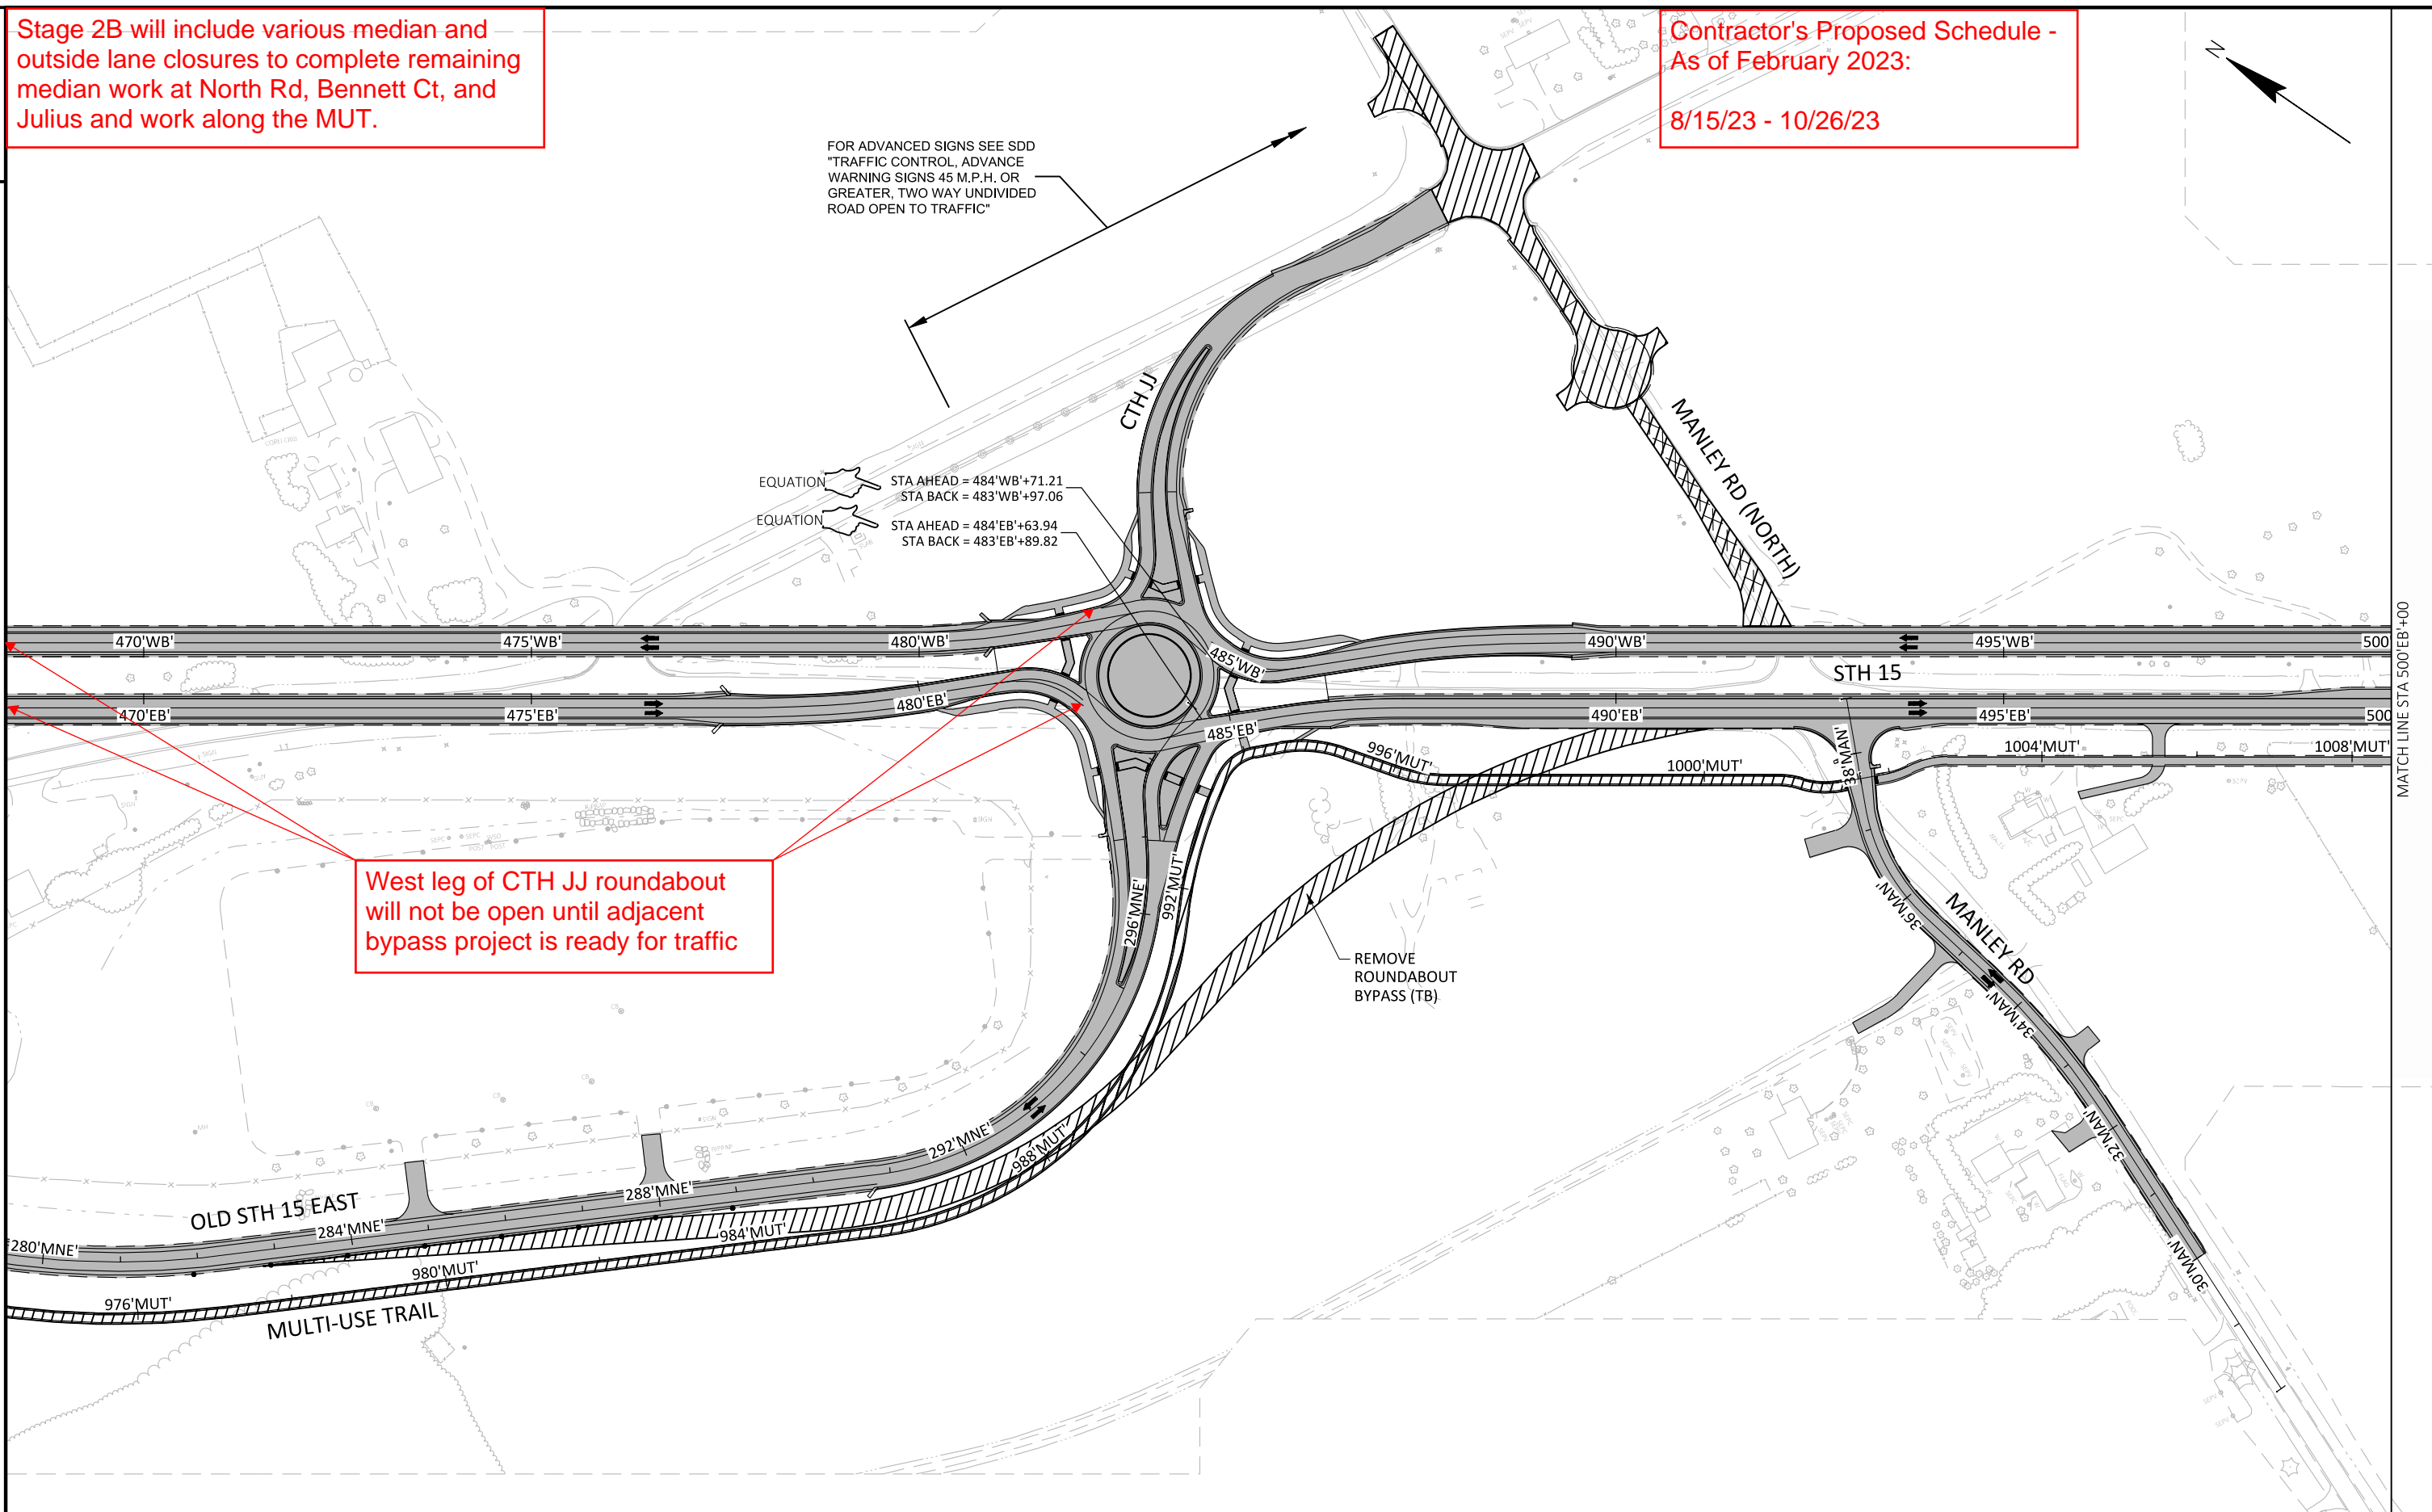 Stage 2B will include various median and
outside lane closures to complete remaining
median work at North Rd, Bennett Ct, and
Julius and work along the MUT.
Contractor's Proposed Schedule -
As of February 2023:
8/15/23 - 10/26/23
N
FOR ADVANCED SIGNS SEE SDD
"TRAFFIC CONTROL, ADVANCE
WARNING SIGNS 45 M.P.H. OR
GREATER, TWO WAY UNDIVIDED
ROAD OPEN TO TRAFFIC"
CTH JJ
MANLEY RD (NORTH)
EQUATION
STA AHEAD = 484'WB'+71.21
STA BACK = 483'WB'+97.06
EQUATION
STA AHEAD = 484'EB'+63.94
STA BACK = 483'EB'+89.82
470'WB'
475'WB'
480'WB'
485'WB'
490'WB'
495'WB'
500
STH 15
470'EB'
475'EB'
480'EB'
485'EB'
490'EB'
495'EB'
500
MATCH LINE STA 500'EB'+00
996'MUT'
1000'MUT'
1004'MUT'
1008'MUT'
38'MAN'
36'MAN'
MANLEY RD
34'MAN'
32'MAN'
30'MAN'
West leg of CTH JJ roundabout
will not be open until adjacent
bypass project is ready for traffic
296'MNE'
992'MUT'
REMOVE
ROUNDABOUT
BYPASS (TB)
292'MNE'
988'MUT'
288'MNE'
984'MUT'
OLD STH 15 EAST
284'MNE'
280'MNE'
980'MUT'
976'MUT'
MULTI-USE TRAIL